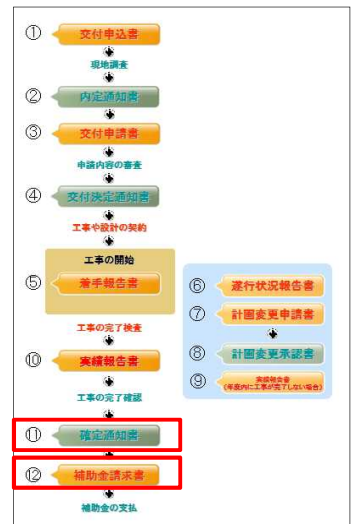 ① 交付申込書
現地調査
② 内定通知書
③ 交付申請書
申請内容の審査
④ 交付決定通知書
工事や設計の契約
工事の開始
⑤ 着手報告書
⑥ 遂行状況報告書
⑦ 計画変更申請書
⑧ 計画変更承認書
⑨ 実績報告書
(年度内に工事が完了しない場合)
工事の完了検査
⑩ 実績報告書
工事の完了確認
⑪ 確定通知書
⑫ 補助金請求書
補助金の支払